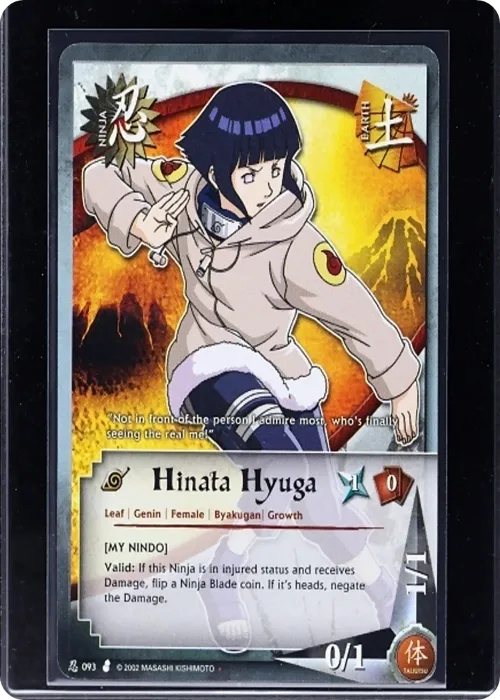 NINJA
忍
EARTH
土
"Not in front of the person I admire most, who's finally
seeing the real me!"
Hinata Hyuga
1
0
Leaf | Genin | Female | Byakugan | Growth
[MY NINDO]
Valid: If this Ninja is in injured status and receives
Damage, flip a Ninja Blade coin. If it's heads, negate
the Damage.
1/1
0/1
体
TAIJUTSU
忍 093 © 2002 MASASHI KISHIMOTO